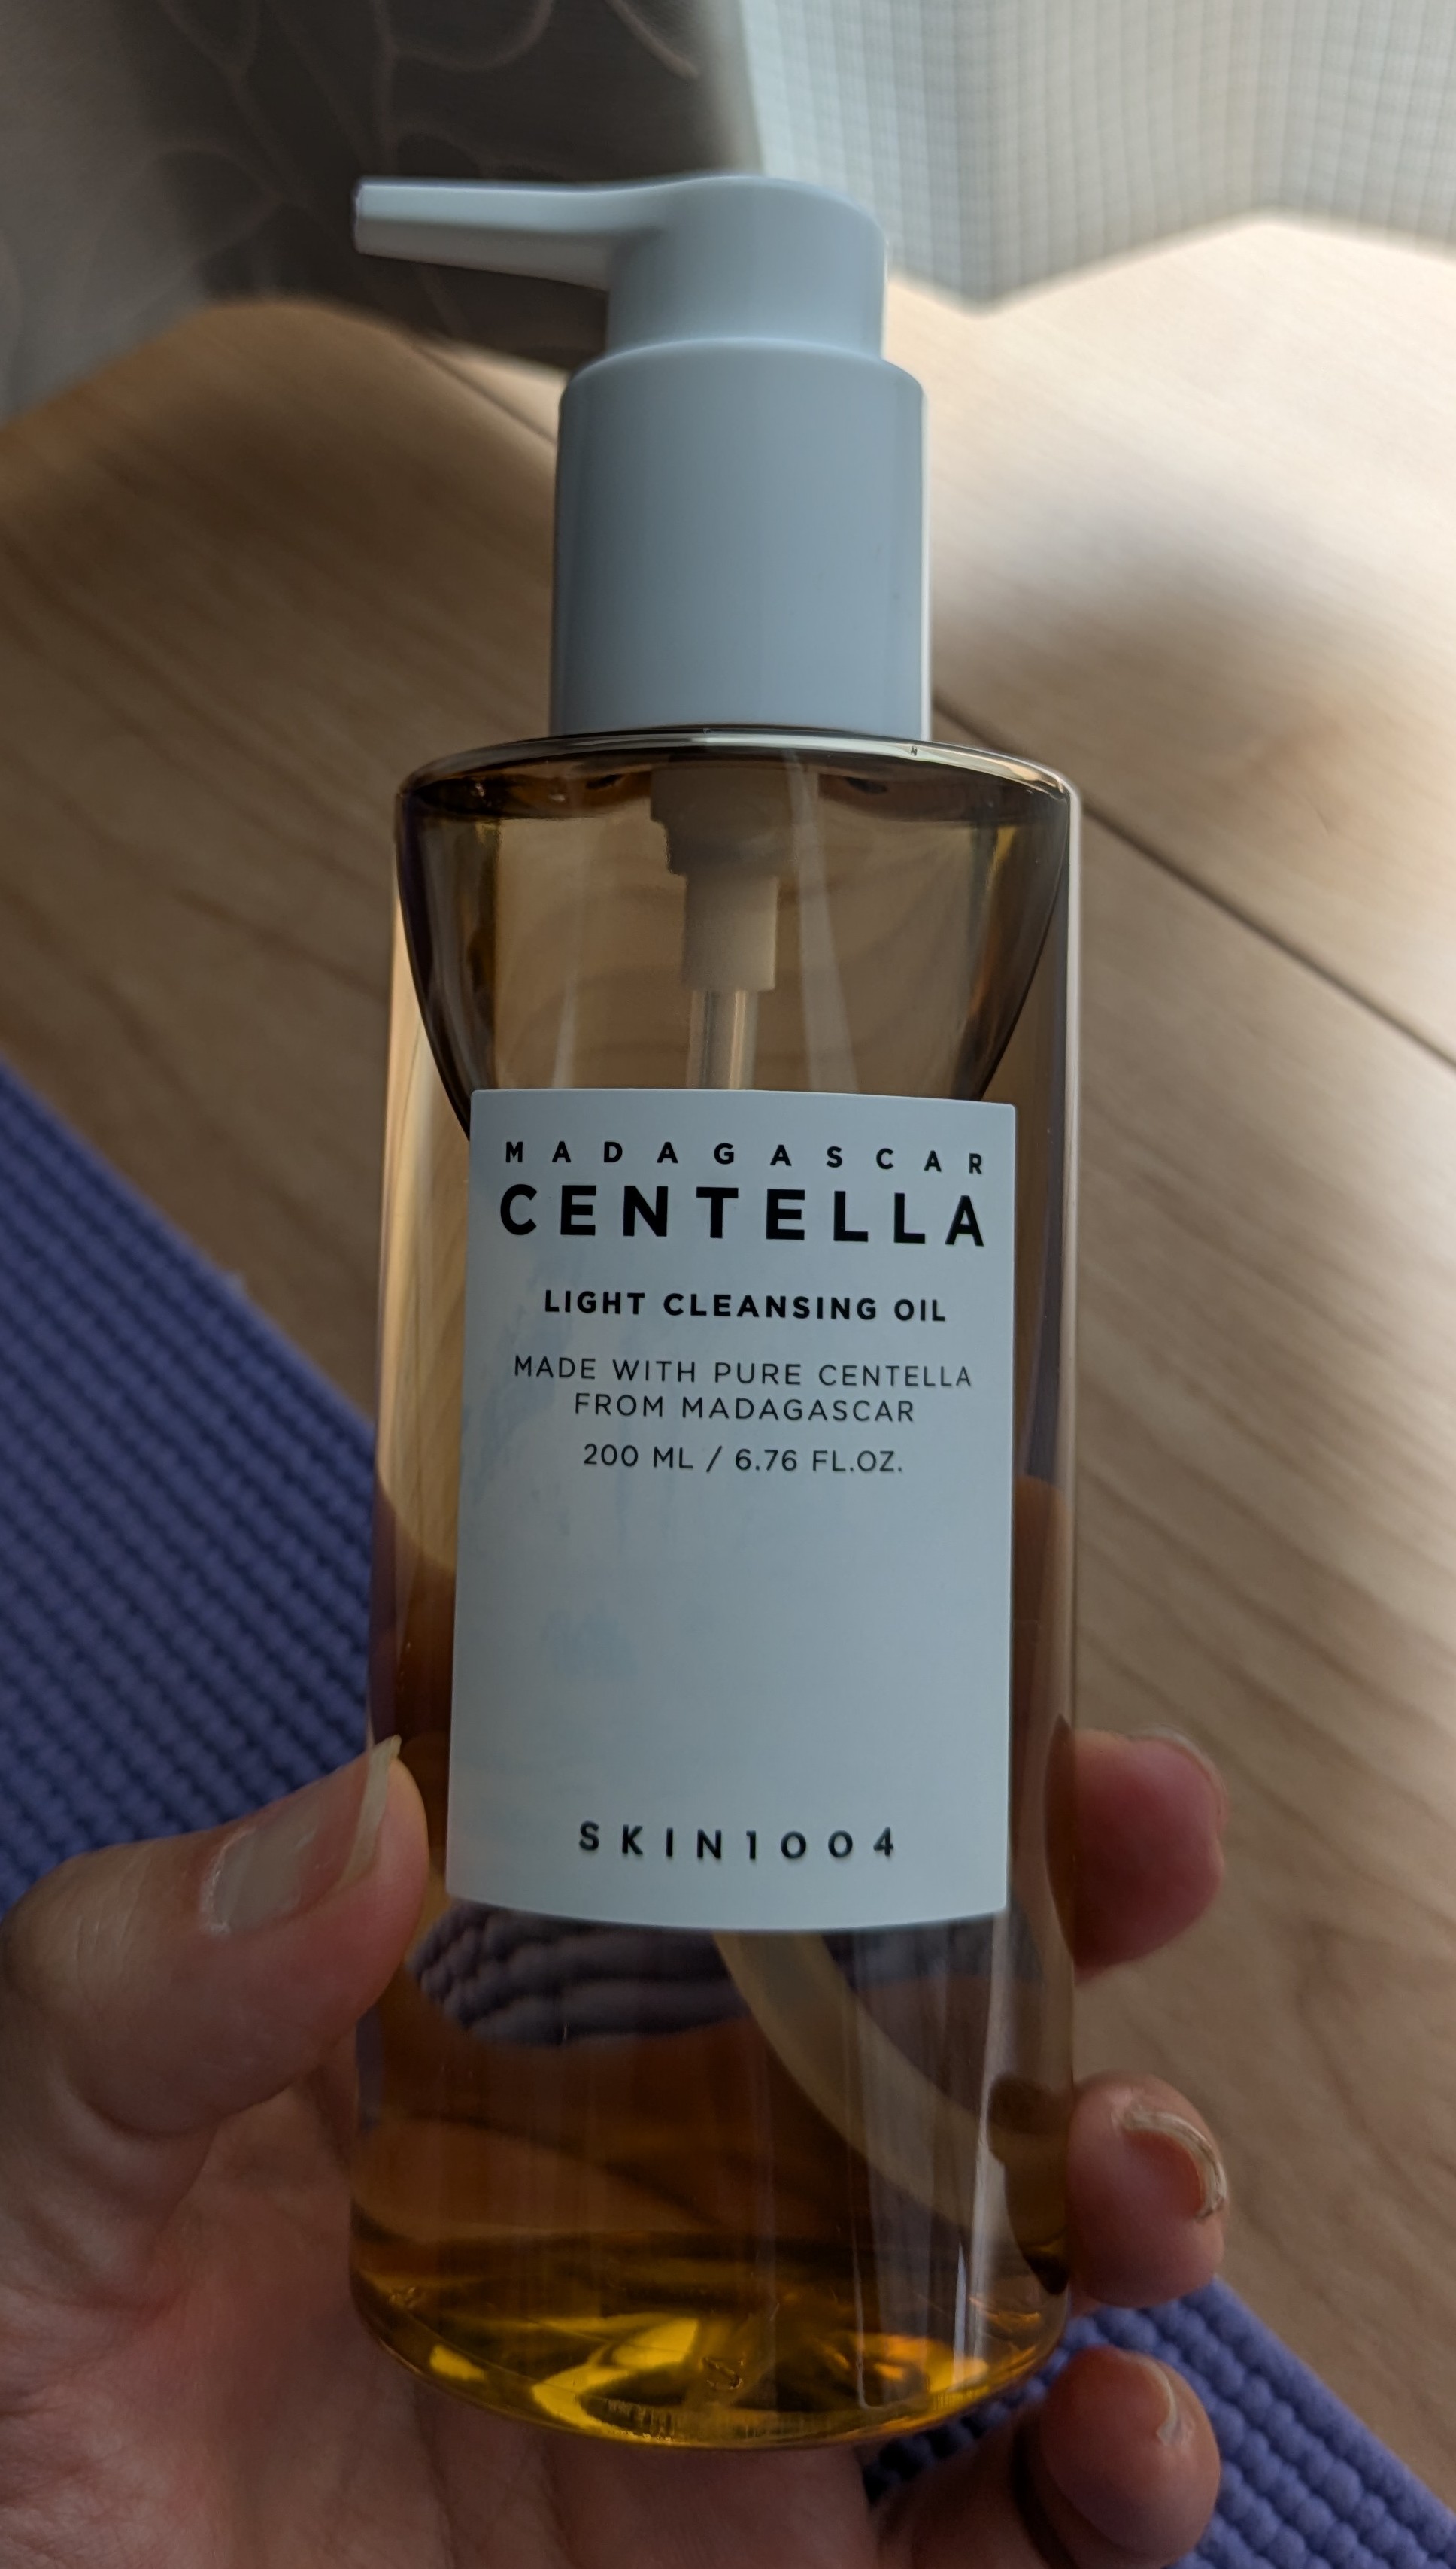 MADAGASCAR
CENTELLA
LIGHT CLEANSING OIL
MADE WITH PURE CENTELLA
FROM MADAGASCAR
200 ML / 6.76 FL.OZ.
SKIN1004